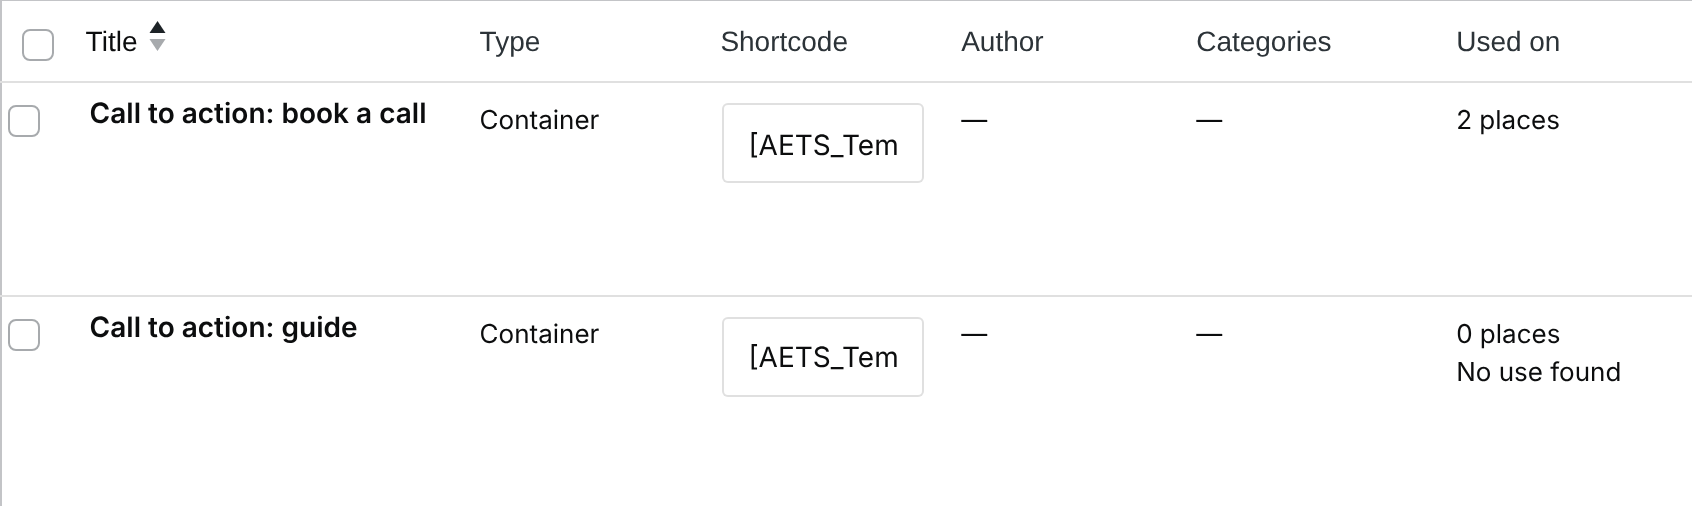 Title Type Shortcode Author Categories Used on
Call to action: book a call Container [AETS_Tem — — 2 places
Call to action: guide Container [AETS_Tem — — 0 places
No use found